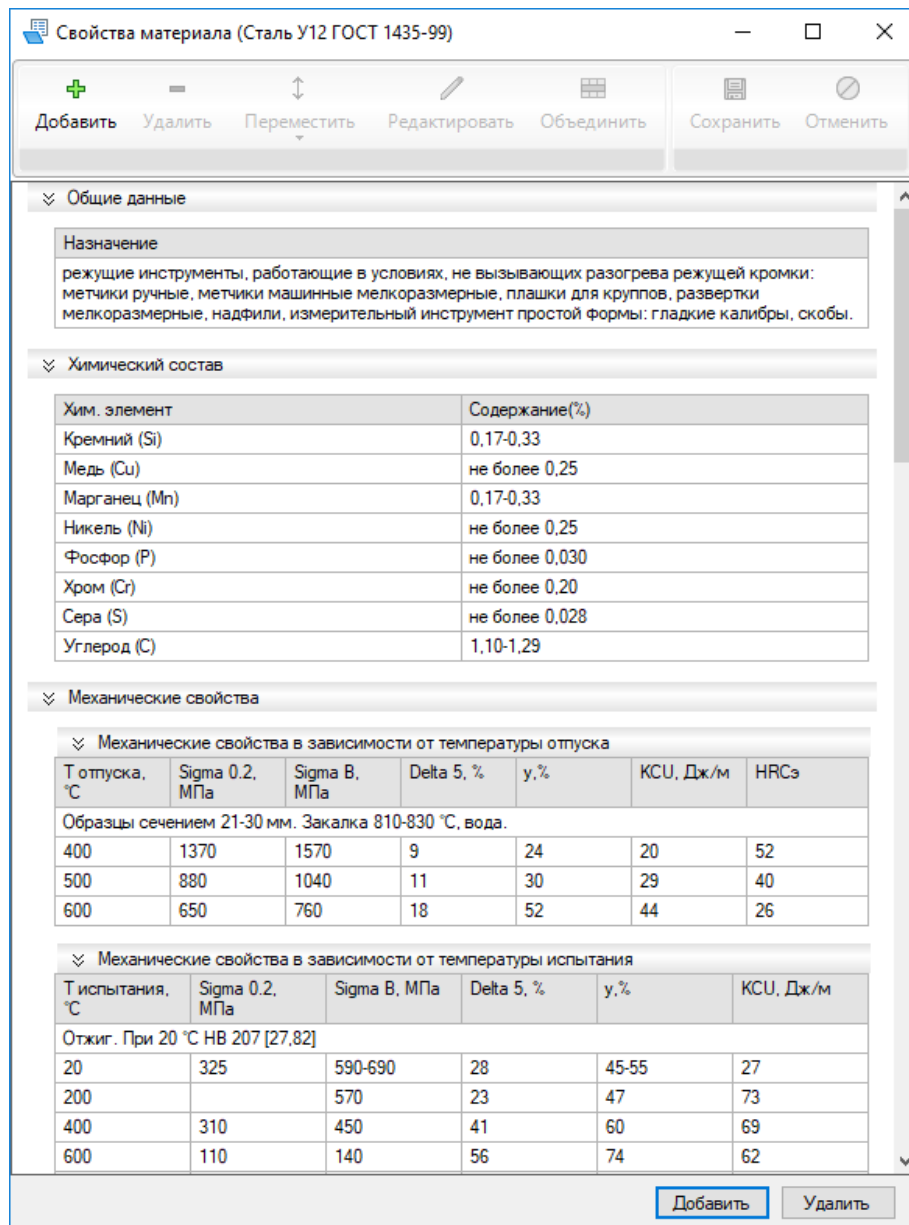 Свойства материала (Сталь У12 ГОСТ 1435-99)
Добавить Удалить Переместить Редактировать Объединить Сохранить Отменить
Общие данные
Назначение
режущие инструменты, работающие в условиях, не вызывающих разогрева режущей кромки:
метчики ручные, метчики машинные мелкоразмерные, плашки для круппов, развертки
мелкоразмерные, надфили, измерительный инструмент простой формы: гладкие калибры, скобы.
Химический состав
Хим. элемент Содержание(%)
Кремний (Si) 0,17-0,33
Медь (Cu) не более 0,25
Марганец (Mn) 0,17-0,33
Никель (Ni) не более 0,25
Фосфор (P) не более 0,030
Хром (Cr) не более 0,20
Сера (S) не более 0,028
Углерод (C) 1,10-1,29
Механические свойства
Механические свойства в зависимости от температуры отпуска
Т отпуска, °C Sigma 0.2, МПа Sigma B, МПа Delta 5, % y,% KCU, Дж/м HRCэ
Образцы сечением 21-30 мм. Закалка 810-830 °C, вода.
400 1370 1570 9 24 20 52
500 880 1040 11 30 29 40
600 650 760 18 52 44 26
Механические свойства в зависимости от температуры испытания
Т испытания, °C Sigma 0.2, МПа Sigma B, МПа Delta 5, % y,% KCU, Дж/м
Отжиг. При 20 °C HB 207 [27,82]
20 325 590-690 28 45-55 27
200 570 23 47 73
400 310 450 41 60 69
600 110 140 56 74 62
Добавить Удалить